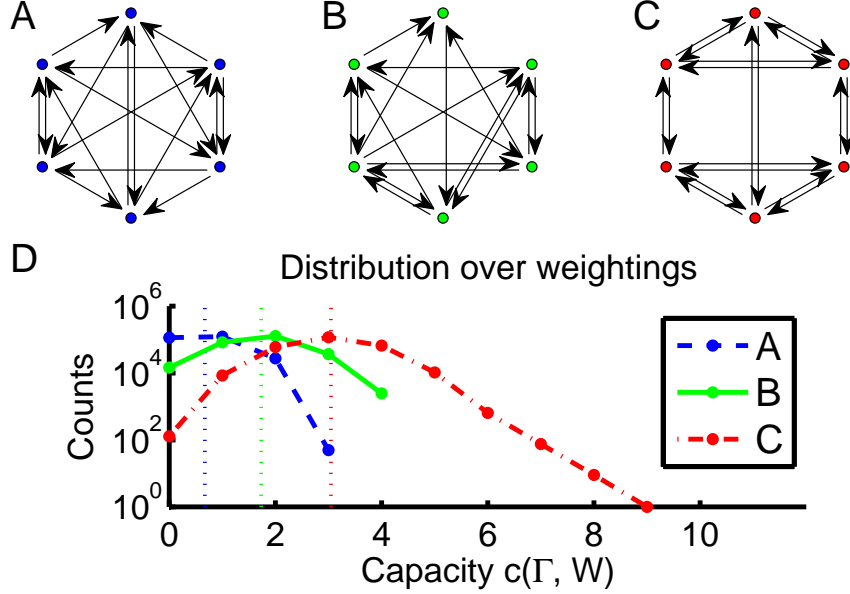 A B C
D
Distribution over weightings
10^6
10^4
10^2
10^0
Counts
0 2 4 6 8 10
Capacity c(Γ, W)
A
B
C